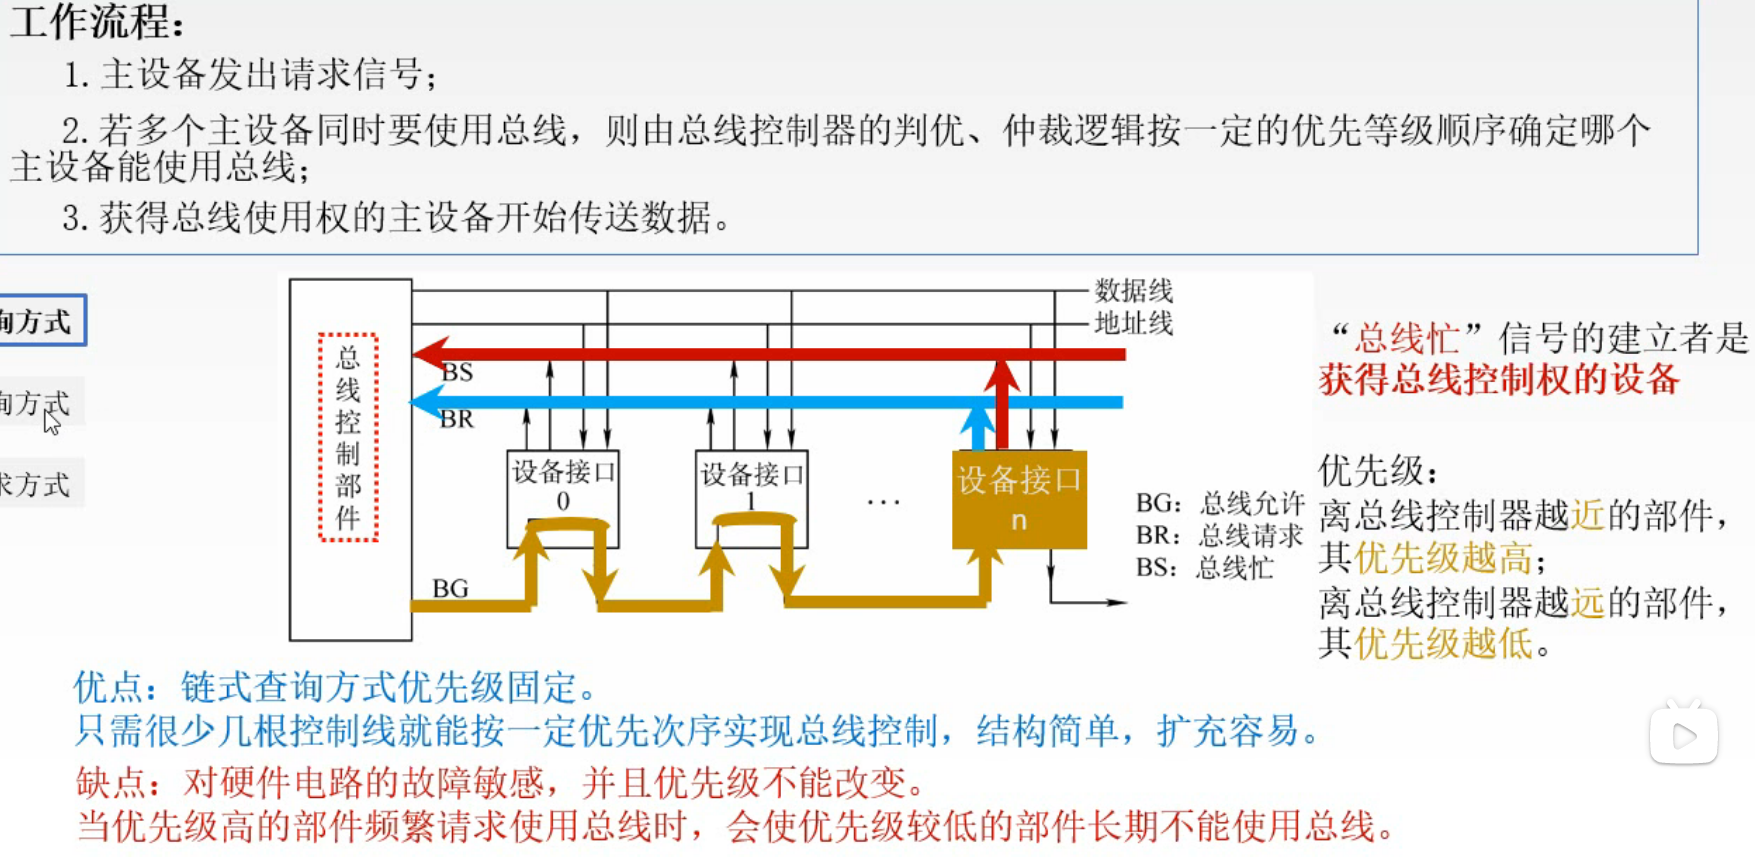 工作流程：
1. 主设备发出请求信号；
2. 若多个主设备同时要使用总线，则由总线控制器的判优、仲裁逻辑按一定的优先等级顺序确定哪个
主设备能使用总线；
3. 获得总线使用权的主设备开始传送数据。
询方式
询方式
求方式
总线控制部件
数据线
地址线
BS
BR
设备接口
0
设备接口
1
...
设备接口
n
BG
BG：总线允许
BR：总线请求
BS：总线忙
“总线忙”信号的建立者是
获得总线控制权的设备
优先级：
离总线控制器越近的部件，
其优先级越高；
离总线控制器越远的部件，
其优先级越低。
优点：链式查询方式优先级固定。
只需很少几根控制线就能按一定优先次序实现总线控制，结构简单，扩充容易。
缺点：对硬件电路的故障敏感，并且优先级不能改变。
当优先级高的部件频繁请求使用总线时，会使优先级较低的部件长期不能使用总线。